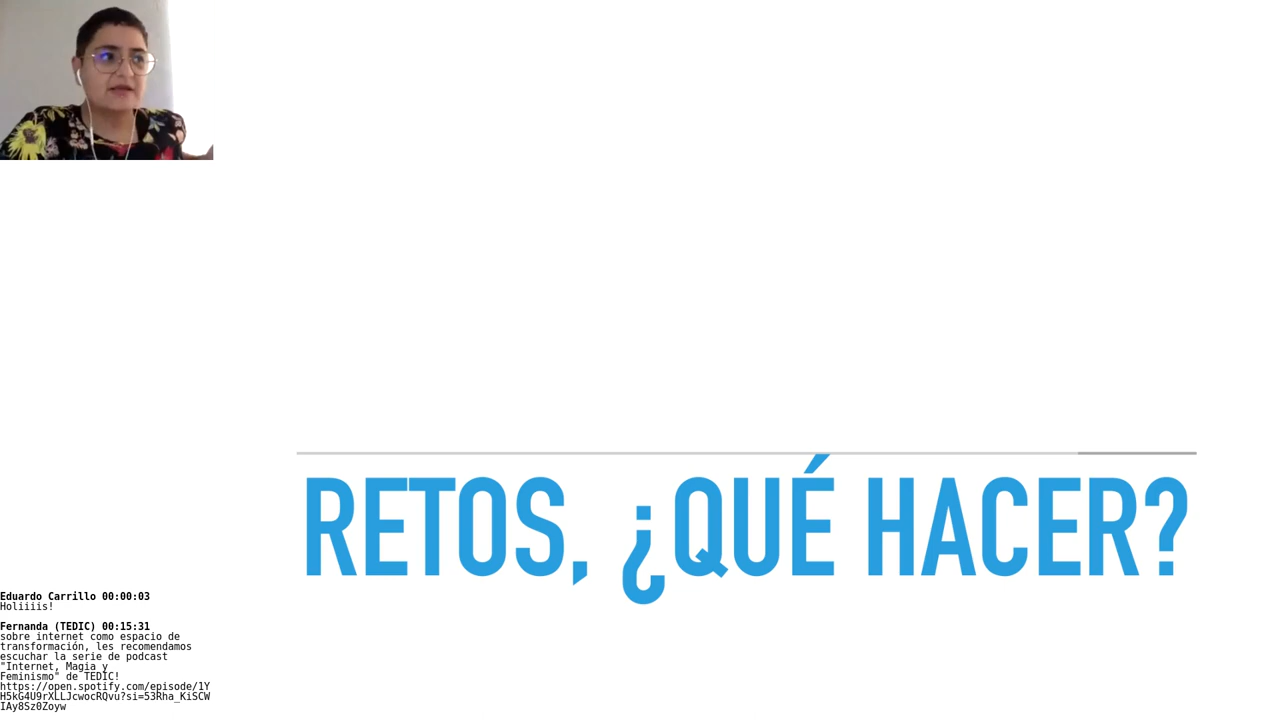 RETOS, ¿QUÉ HACER?
Eduardo Carrillo 00:00:03
Holiiiis!
Fernanda (TEDIC) 00:15:31
sobre internet como espacio de
transformación, les recomendamos
escuchar la serie de podcast
"Internet, Magia y
Feminismo" de TEDIC!
https://open.spotify.com/episode/1Y
H5kG4U9rXLLJcwocRQvu?si=53Rha_KiSCW
IAy8Sz0Zoyw